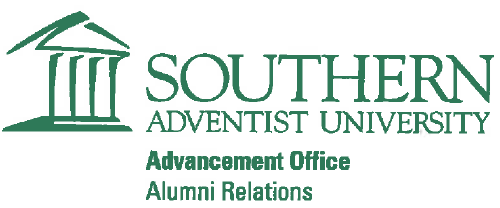 SOUTHERN
ADVENTIST UNIVERSITY
Advancement Office
Alumni Relations